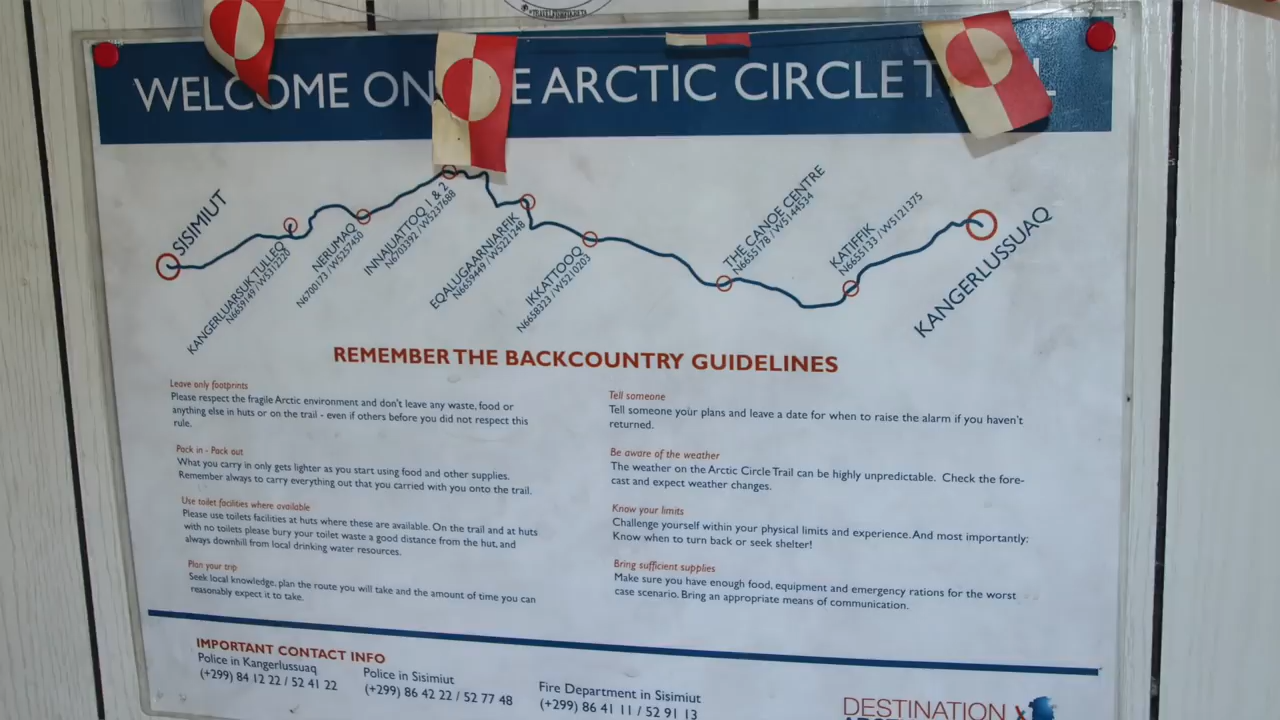 WELCOME ON E ARCTIC CIRCLE T L
SISIMIUT
KANGERLUARSUK TULLEQ
NERUMAQ
N6700173 / W5257450
INNAJUATTOQ 1 & 2
N6703392 / W5237688
EQALUGAARNIARFIK
N6659449 / W5221248
IKKATTOOQ
N6658323 / W5210203
THE CANOE CENTRE
N6655178 / W5144534
KATIFFIK
N6655133 / W5121375
KANGERLUSSUAQ
REMEMBER THE BACKCOUNTRY GUIDELINES
Leave only footprints
Please respect the fragile Arctic environment and don't leave any waste, food or
anything else in huts or on the trail - even if others before you did not respect this
rule.
Pack in - Pack out
What you carry in only gets lighter as you start using food and other supplies.
Remember always to carry everything out that you carried with you onto the trail.
Use toilet facilities where available
Please use toilets facilities at huts where these are available. On the trail and at huts
with no toilets please bury your toilet waste a good distance from the hut, and
always downhill from local drinking water resources.
Plan your trip
Seek local knowledge, plan the route you will take and the amount of time you can
reasonably expect it to take.
Tell someone
Tell someone your plans and leave a date for when to raise the alarm if you haven't
returned.
Be aware of the weather
The weather on the Arctic Circle Trail can be highly unpredictable. Check the fore-
cast and expect weather changes.
Know your limits
Challenge yourself within your physical limits and experience. And most importantly:
Know when to turn back or seek shelter!
Bring sufficient supplies
Make sure you have enough food, equipment and emergency rations for the worst
case scenario. Bring an appropriate means of communication.
IMPORTANT CONTACT INFO
Police in Kangerlussuaq
(+299) 84 12 22 / 52 41 22
Police in Sisimiut
(+299) 86 42 22 / 52 77 48
Fire Department in Sisimiut
(+299) 86 41 11 / 52 91 13
DESTINATION